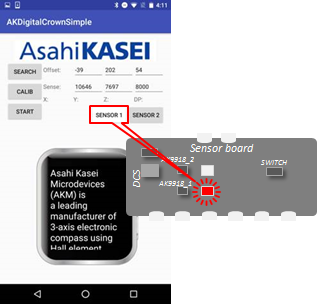 4:11
AKDigitalCrownSimple
AsahiKASEI
SEARCH Offset: -39 202 54
CALIB Sense: 10646 7697 8000
START X: Y: Z: DP:
SENSOR 1 SENSOR 2
Sensor board
AK9918_2
SWITCH
DCS
AK9918_1
Asahi Kasei
Microdevices
(AKM) is
a leading
manufacturer of
3-axis electronic
compass using
Hall element